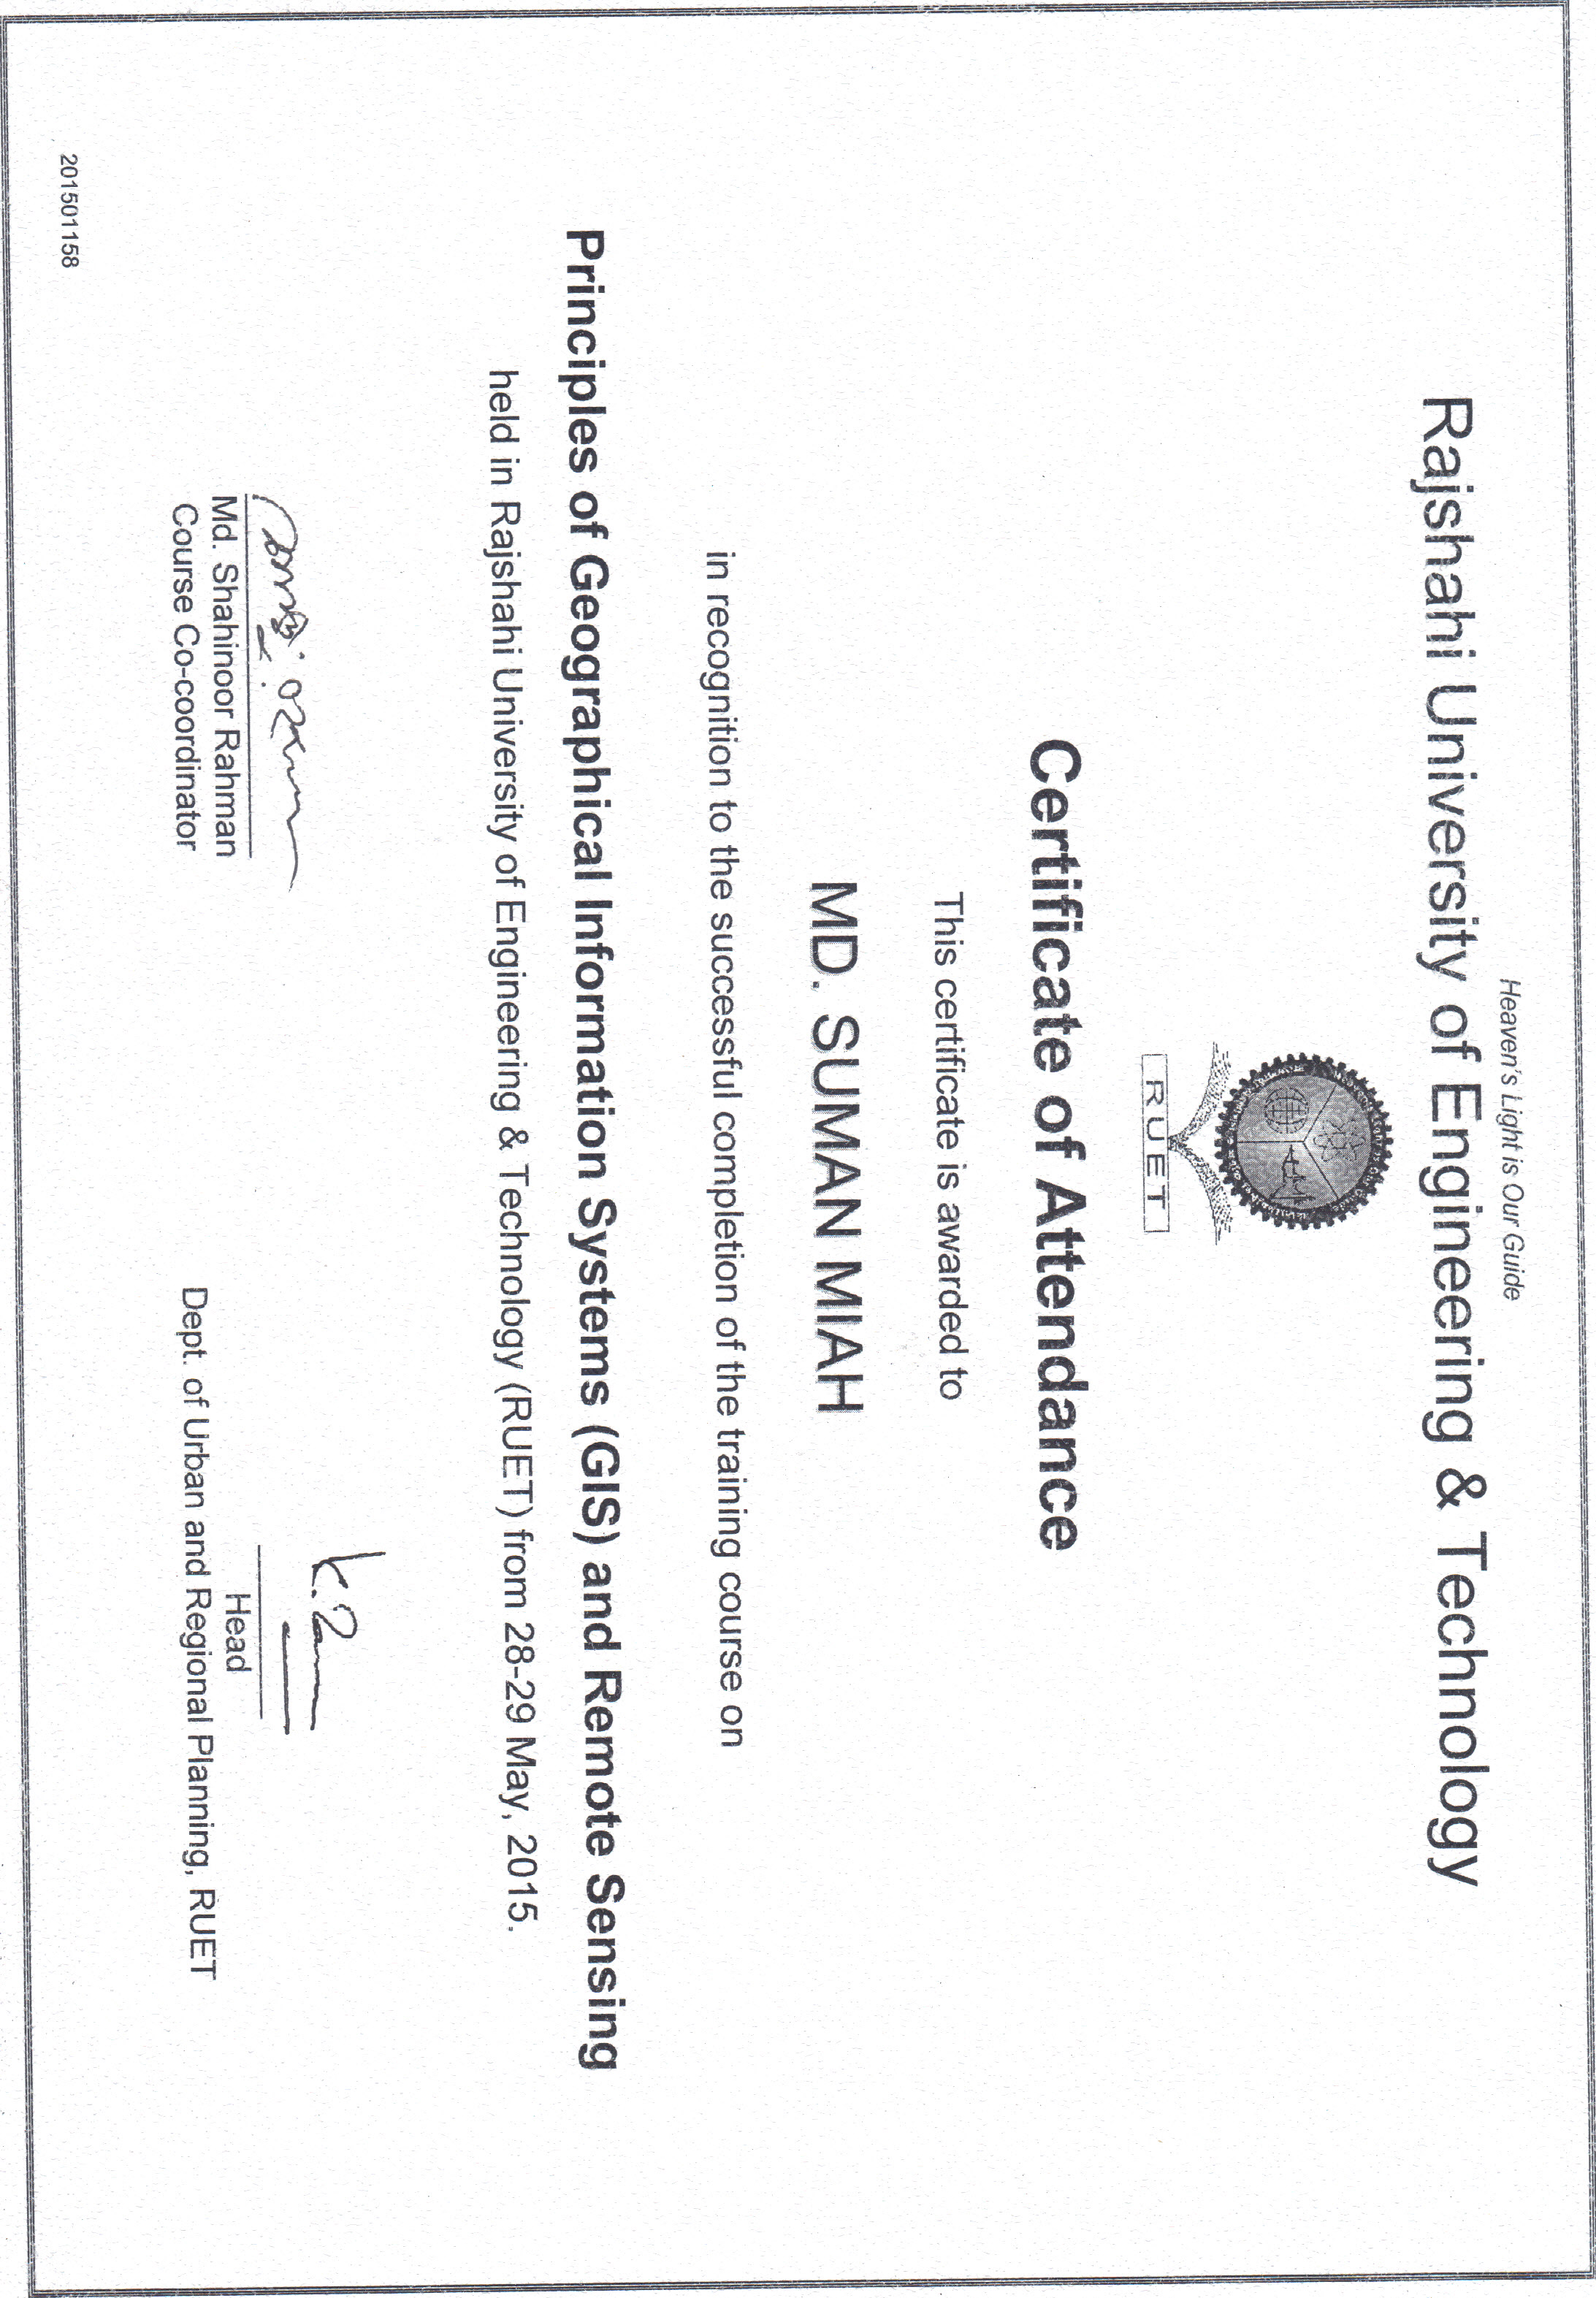 Heaven's Light is Our Guide
Rajshahi University of Engineering & Technology
RUET
Certificate of Attendance
This certificate is awarded to
MD. SUMAN MIAH
in recognition to the successful completion of the training course on
Principles of Geographical Information Systems (GIS) and Remote Sensing
held in Rajshahi University of Engineering & Technology (RUET) from 28-29 May, 2015.
Md. Shahinoor Rahman
Course Co-coordinator
Head
Dept. of Urban and Regional Planning, RUET
201501158